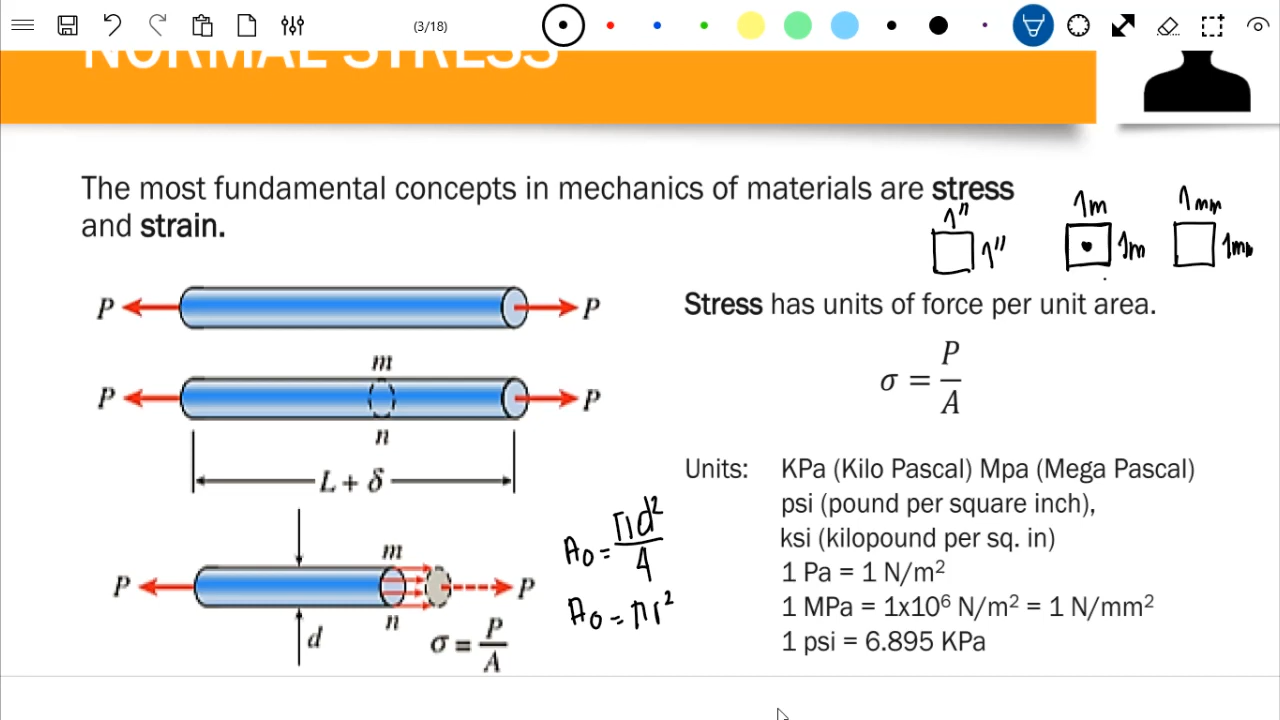 (3/18)
NORMAL STRESS
The most fundamental concepts in mechanics of materials are stress
and strain.
1"
1"
1m
1m
1mm
1mm
P
P
Stress has units of force per unit area.
σ = P/A
m
P
P
n
L + δ
Units: KPa (Kilo Pascal) Mpa (Mega Pascal)
psi (pound per square inch),
ksi (kilopound per sq. in)
1 Pa = 1 N/m²
1 MPa = 1x10⁶ N/m² = 1 N/mm²
1 psi = 6.895 KPa
A₀ = πd²/4
A₀ = πr²
m
P
P
n
d
σ = P/A